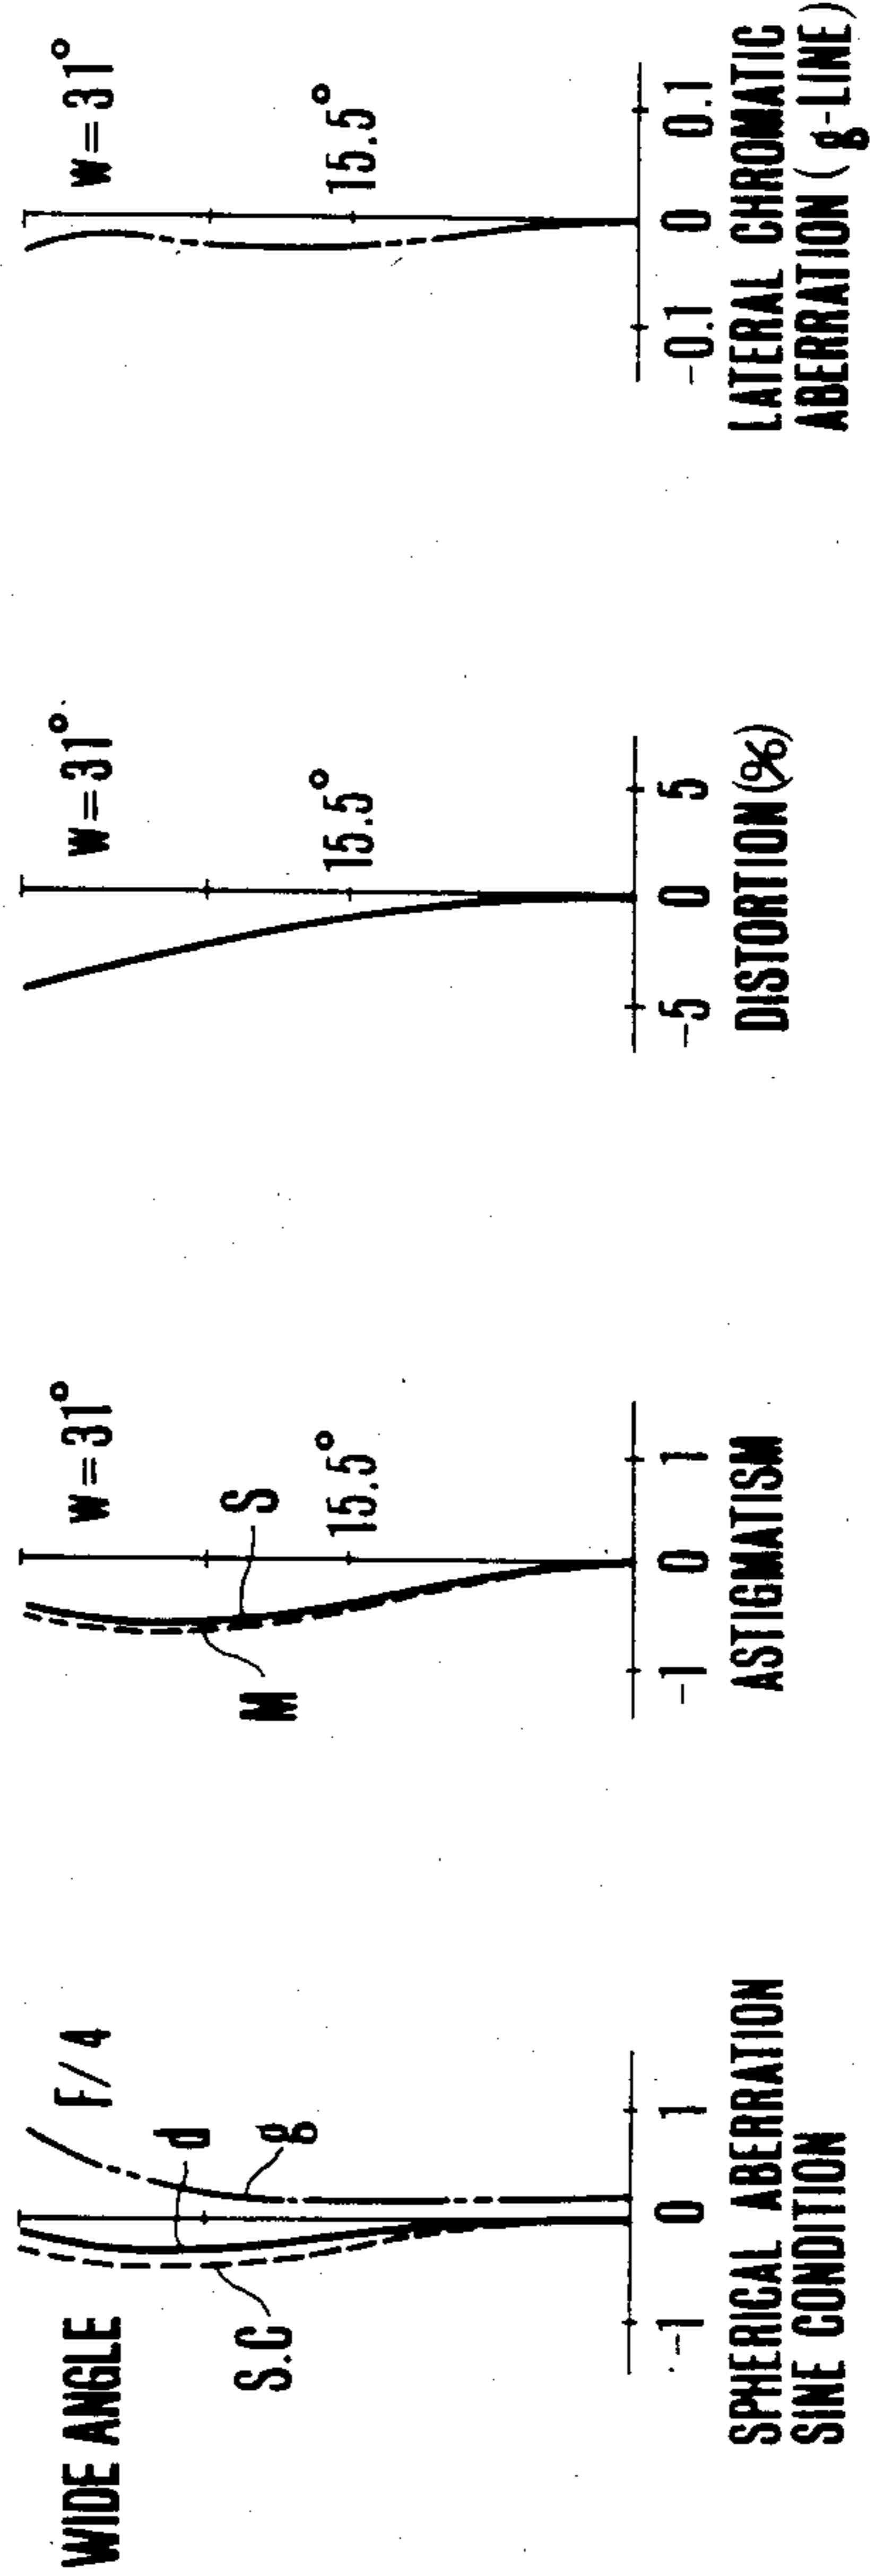 WIDE ANGLE
F/4
d
g
S.C
-1 0 1
SPHERICAL ABERRATION
SINE CONDITION
W=31°
S
15.5°
M
-1 0 1
ASTIGMATISM
W=31°
15.5°
-5 0 5
DISTORTION(%)
W=31°
15.5°
-0.1 0 0.1
LATERAL CHROMATIC
ABERRATION (g-LINE)